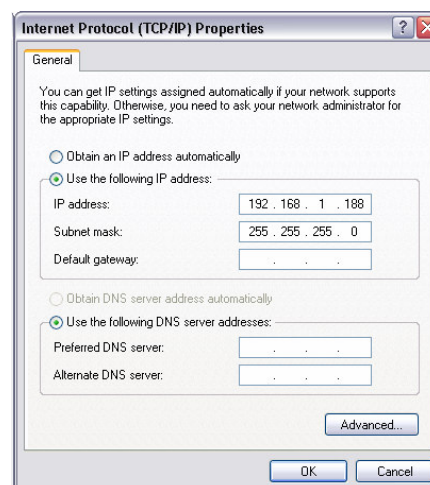 Internet Protocol (TCP/IP) Properties
General
You can get IP settings assigned automatically if your network supports
this capability. Otherwise, you need to ask your network administrator for
the appropriate IP settings.
Obtain an IP address automatically
Use the following IP address:
IP address: 192 . 168 . 1 . 188
Subnet mask: 255 . 255 . 255 . 0
Default gateway: . . .
Obtain DNS server address automatically
Use the following DNS server addresses:
Preferred DNS server: . . .
Alternate DNS server: . . .
Advanced...
OK Cancel